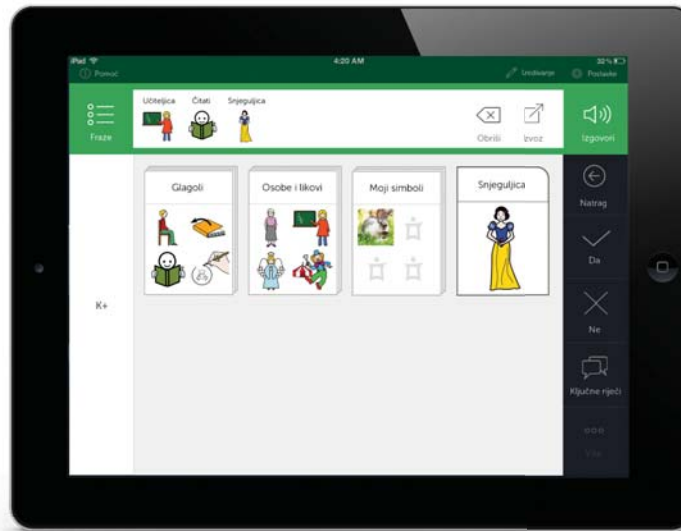 iPad 4:20 AM 32%
Pomoć Uređivanje Postavke
Fraze
Učiteljica Čitati Snjeguljica
Obriši Izvoz
Izgovori
Glagoli Osobe i likovi Moji simboli Snjeguljica
Natrag
Da
K+
Ne
Ključne riječi
Više